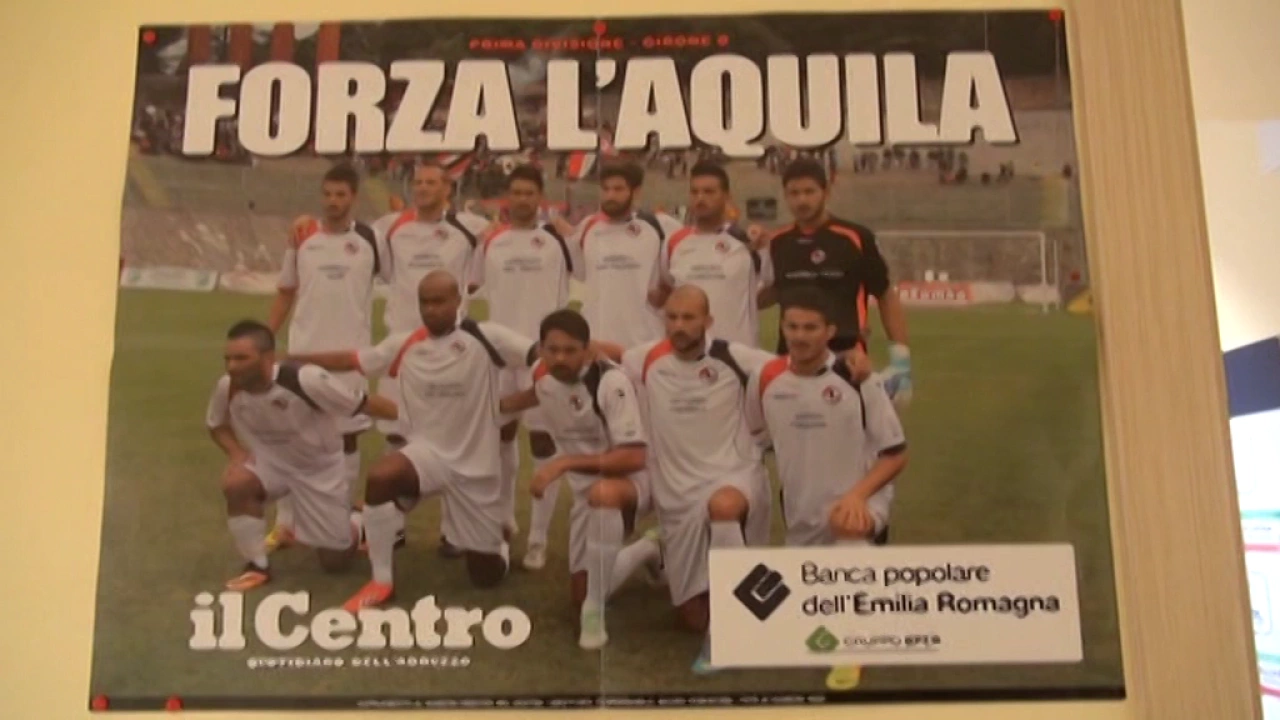 PRIMA DIVISIONE - GIRONE B
FORZA L'AQUILA
il Centro
QUOTIDIANO DELL'ABRUZZO
Banca popolare
dell'Emilia Romagna
GRUPPO BPER